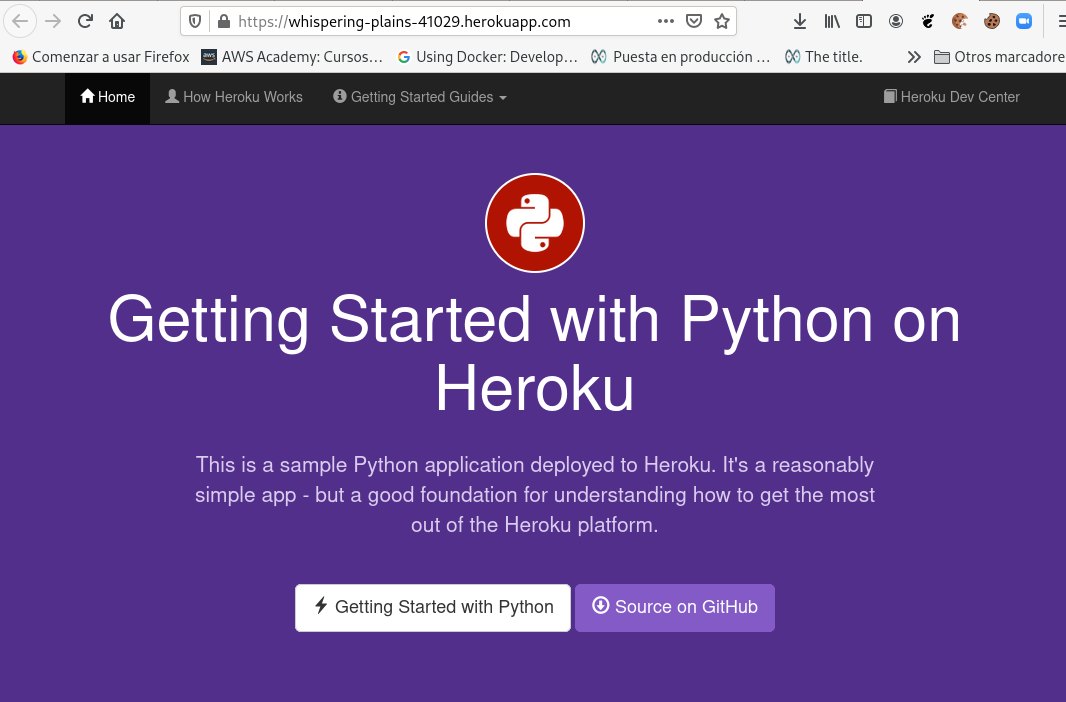 https://whispering-plains-41029.herokuapp.com
Comenzar a usar Firefox
aws
AWS Academy: Cursos…
G
Using Docker: Develop…
Puesta en producción …
The title.
Otros marcadore
Home
How Heroku Works
Getting Started Guides
Heroku Dev Center
Getting Started with Python on
Heroku
This is a sample Python application deployed to Heroku. It's a reasonably
simple app - but a good foundation for understanding how to get the most
out of the Heroku platform.
Getting Started with Python
Source on GitHub